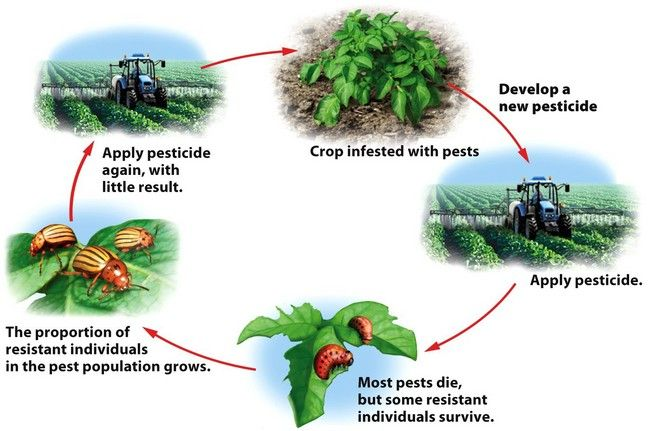 Crop infested with pests
Develop a
new pesticide
Apply pesticide.
Most pests die,
but some resistant
individuals survive.
The proportion of
resistant individuals
in the pest population grows.
Apply pesticide
again, with
little result.